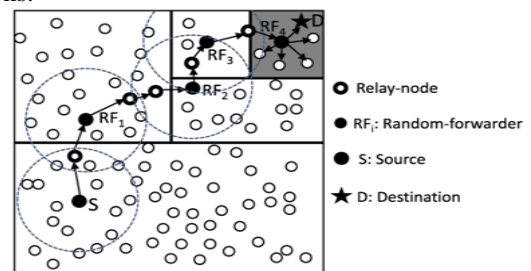 D
RF4
RF3
RF2
RF1
S
Relay-node
RFi: Random-forwarder
S: Source
D: Destination